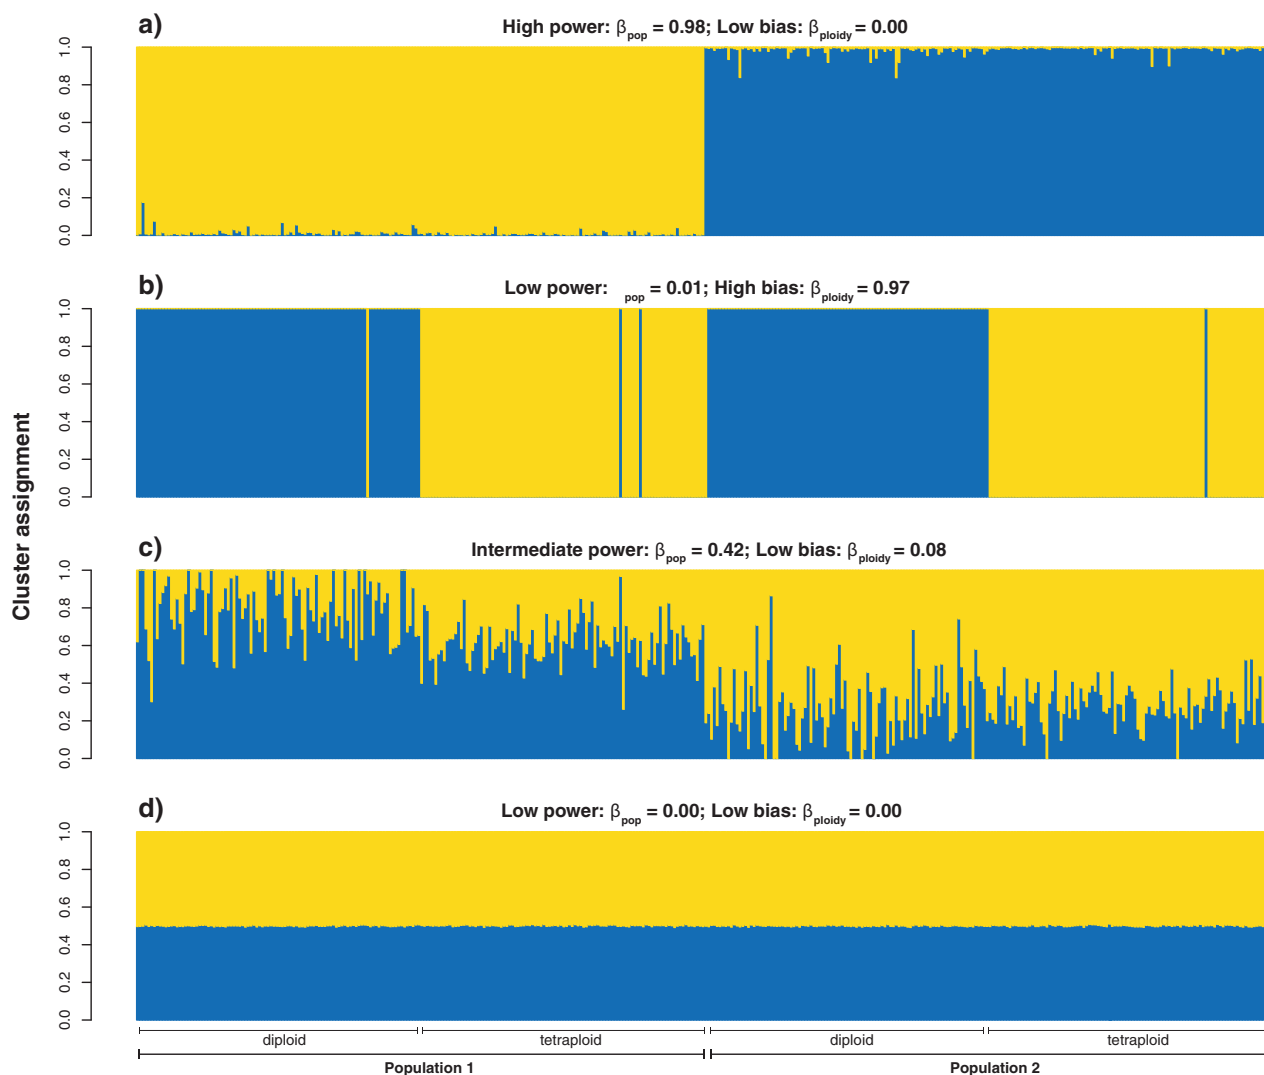 a)
High power: βpop = 0.98; Low bias: βploidy = 0.00
1.0
0.8
0.6
0.4
0.2
0.0
b)
Low power: pop = 0.01; High bias: βploidy = 0.97
1.0
0.8
0.6
0.4
0.2
0.0
Cluster assignment
c)
Intermediate power: βpop = 0.42; Low bias: βploidy = 0.08
1.0
0.8
0.6
0.4
0.2
0.0
d)
Low power: βpop = 0.00; Low bias: βploidy = 0.00
1.0
0.8
0.6
0.4
0.2
0.0
diploid tetraploid diploid tetraploid
Population 1 Population 2